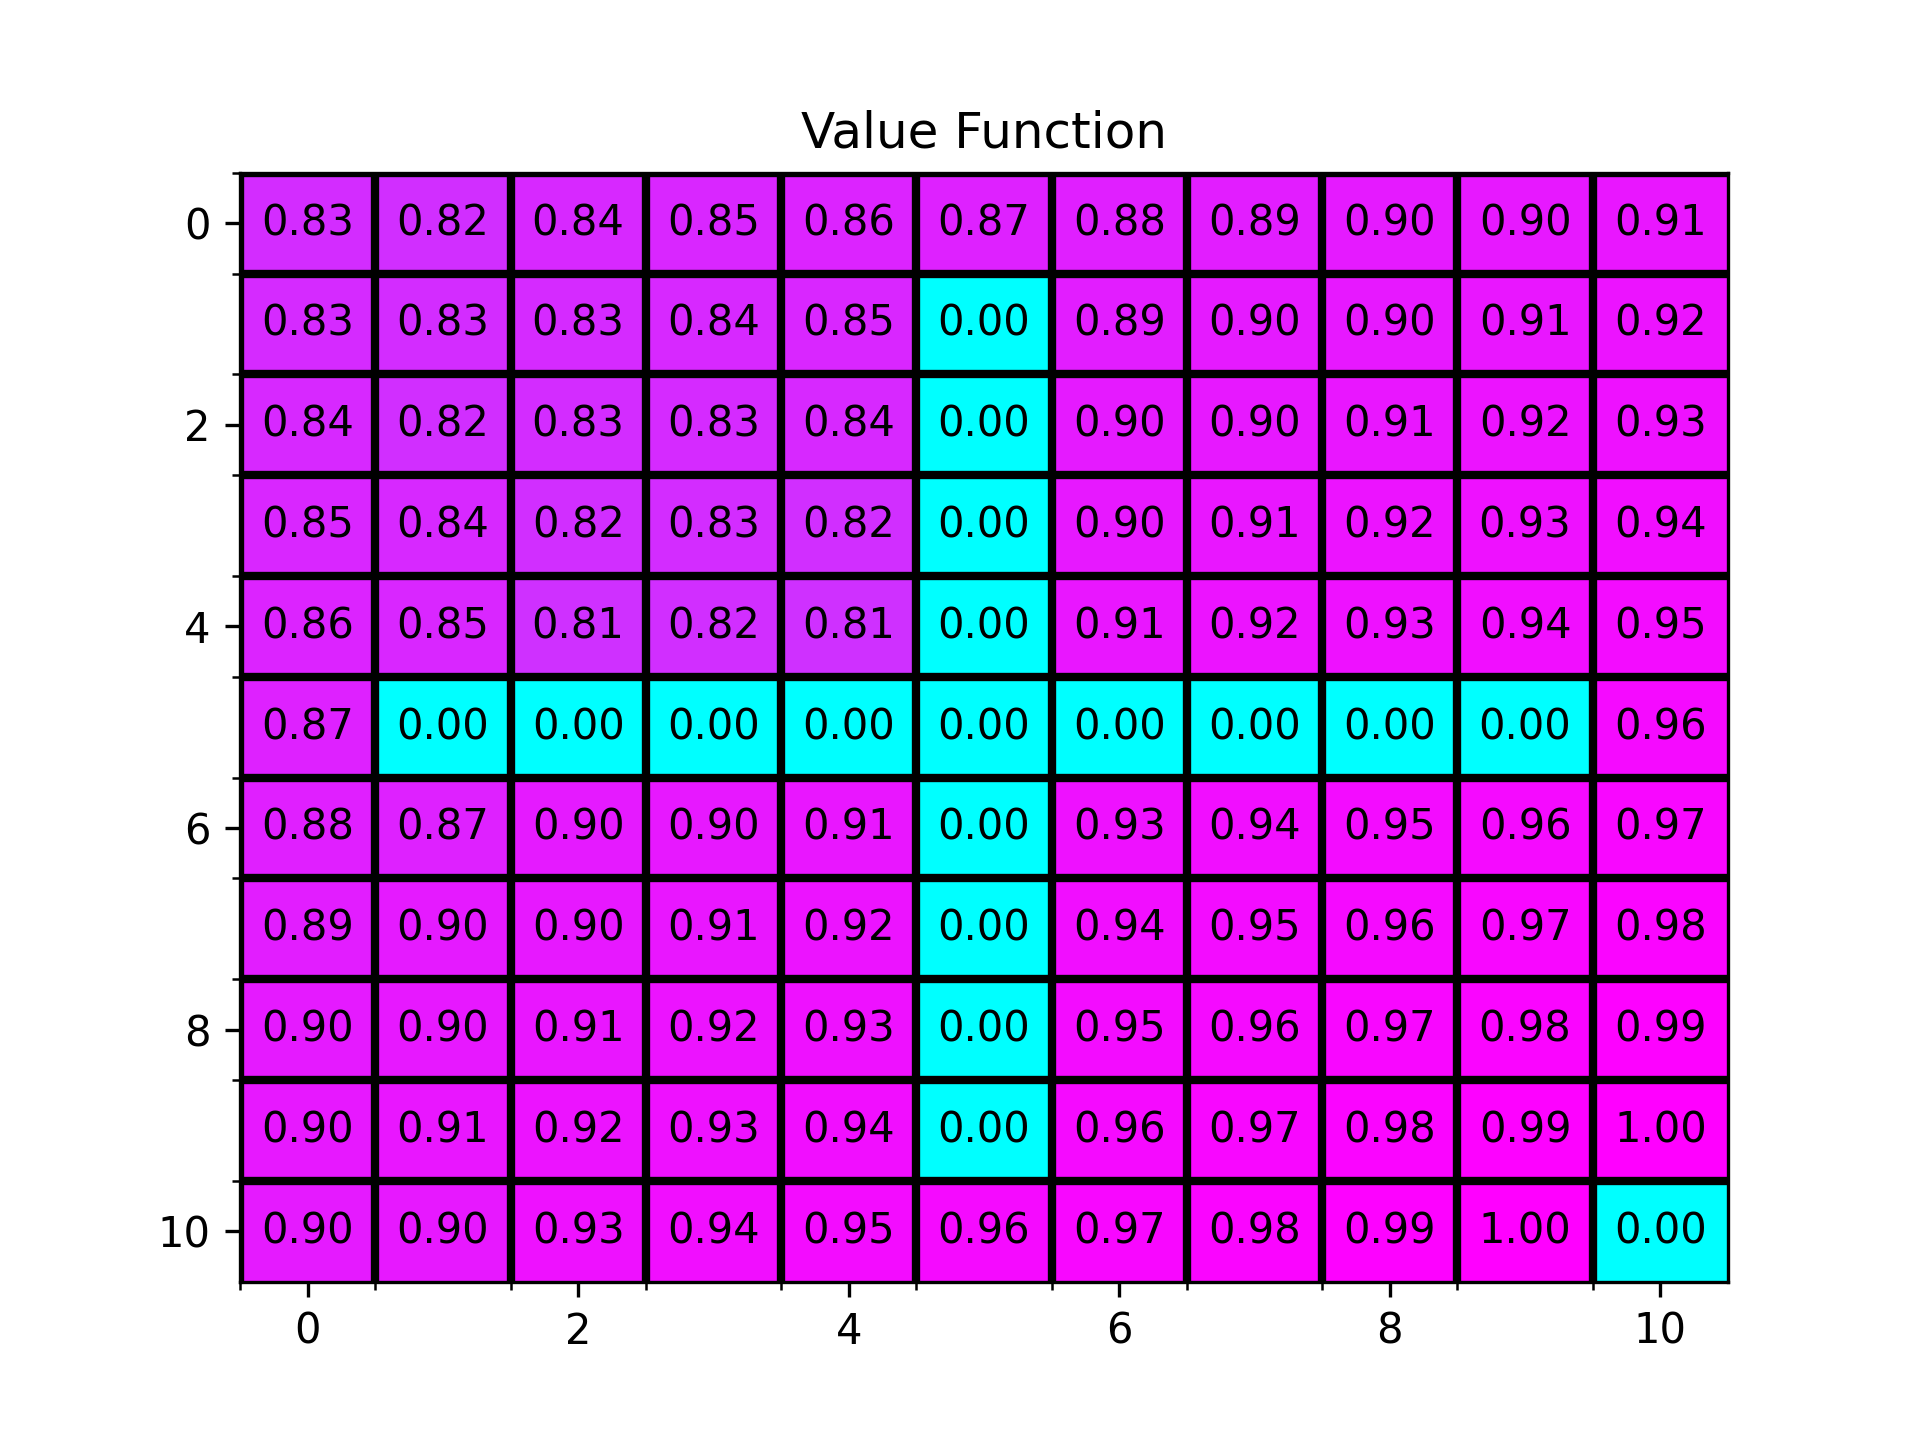 Value Function
0 0.83 0.82 0.84 0.85 0.86 0.87 0.88 0.89 0.90 0.90 0.91
0.83 0.83 0.83 0.84 0.85 0.00 0.89 0.90 0.90 0.91 0.92
2 0.84 0.82 0.83 0.83 0.84 0.00 0.90 0.90 0.91 0.92 0.93
0.85 0.84 0.82 0.83 0.82 0.00 0.90 0.91 0.92 0.93 0.94
4 0.86 0.85 0.81 0.82 0.81 0.00 0.91 0.92 0.93 0.94 0.95
0.87 0.00 0.00 0.00 0.00 0.00 0.00 0.00 0.00 0.00 0.96
6 0.88 0.87 0.90 0.90 0.91 0.00 0.93 0.94 0.95 0.96 0.97
0.89 0.90 0.90 0.91 0.92 0.00 0.94 0.95 0.96 0.97 0.98
8 0.90 0.90 0.91 0.92 0.93 0.00 0.95 0.96 0.97 0.98 0.99
0.90 0.91 0.92 0.93 0.94 0.00 0.96 0.97 0.98 0.99 1.00
10 0.90 0.90 0.93 0.94 0.95 0.96 0.97 0.98 0.99 1.00 0.00
0 2 4 6 8 10